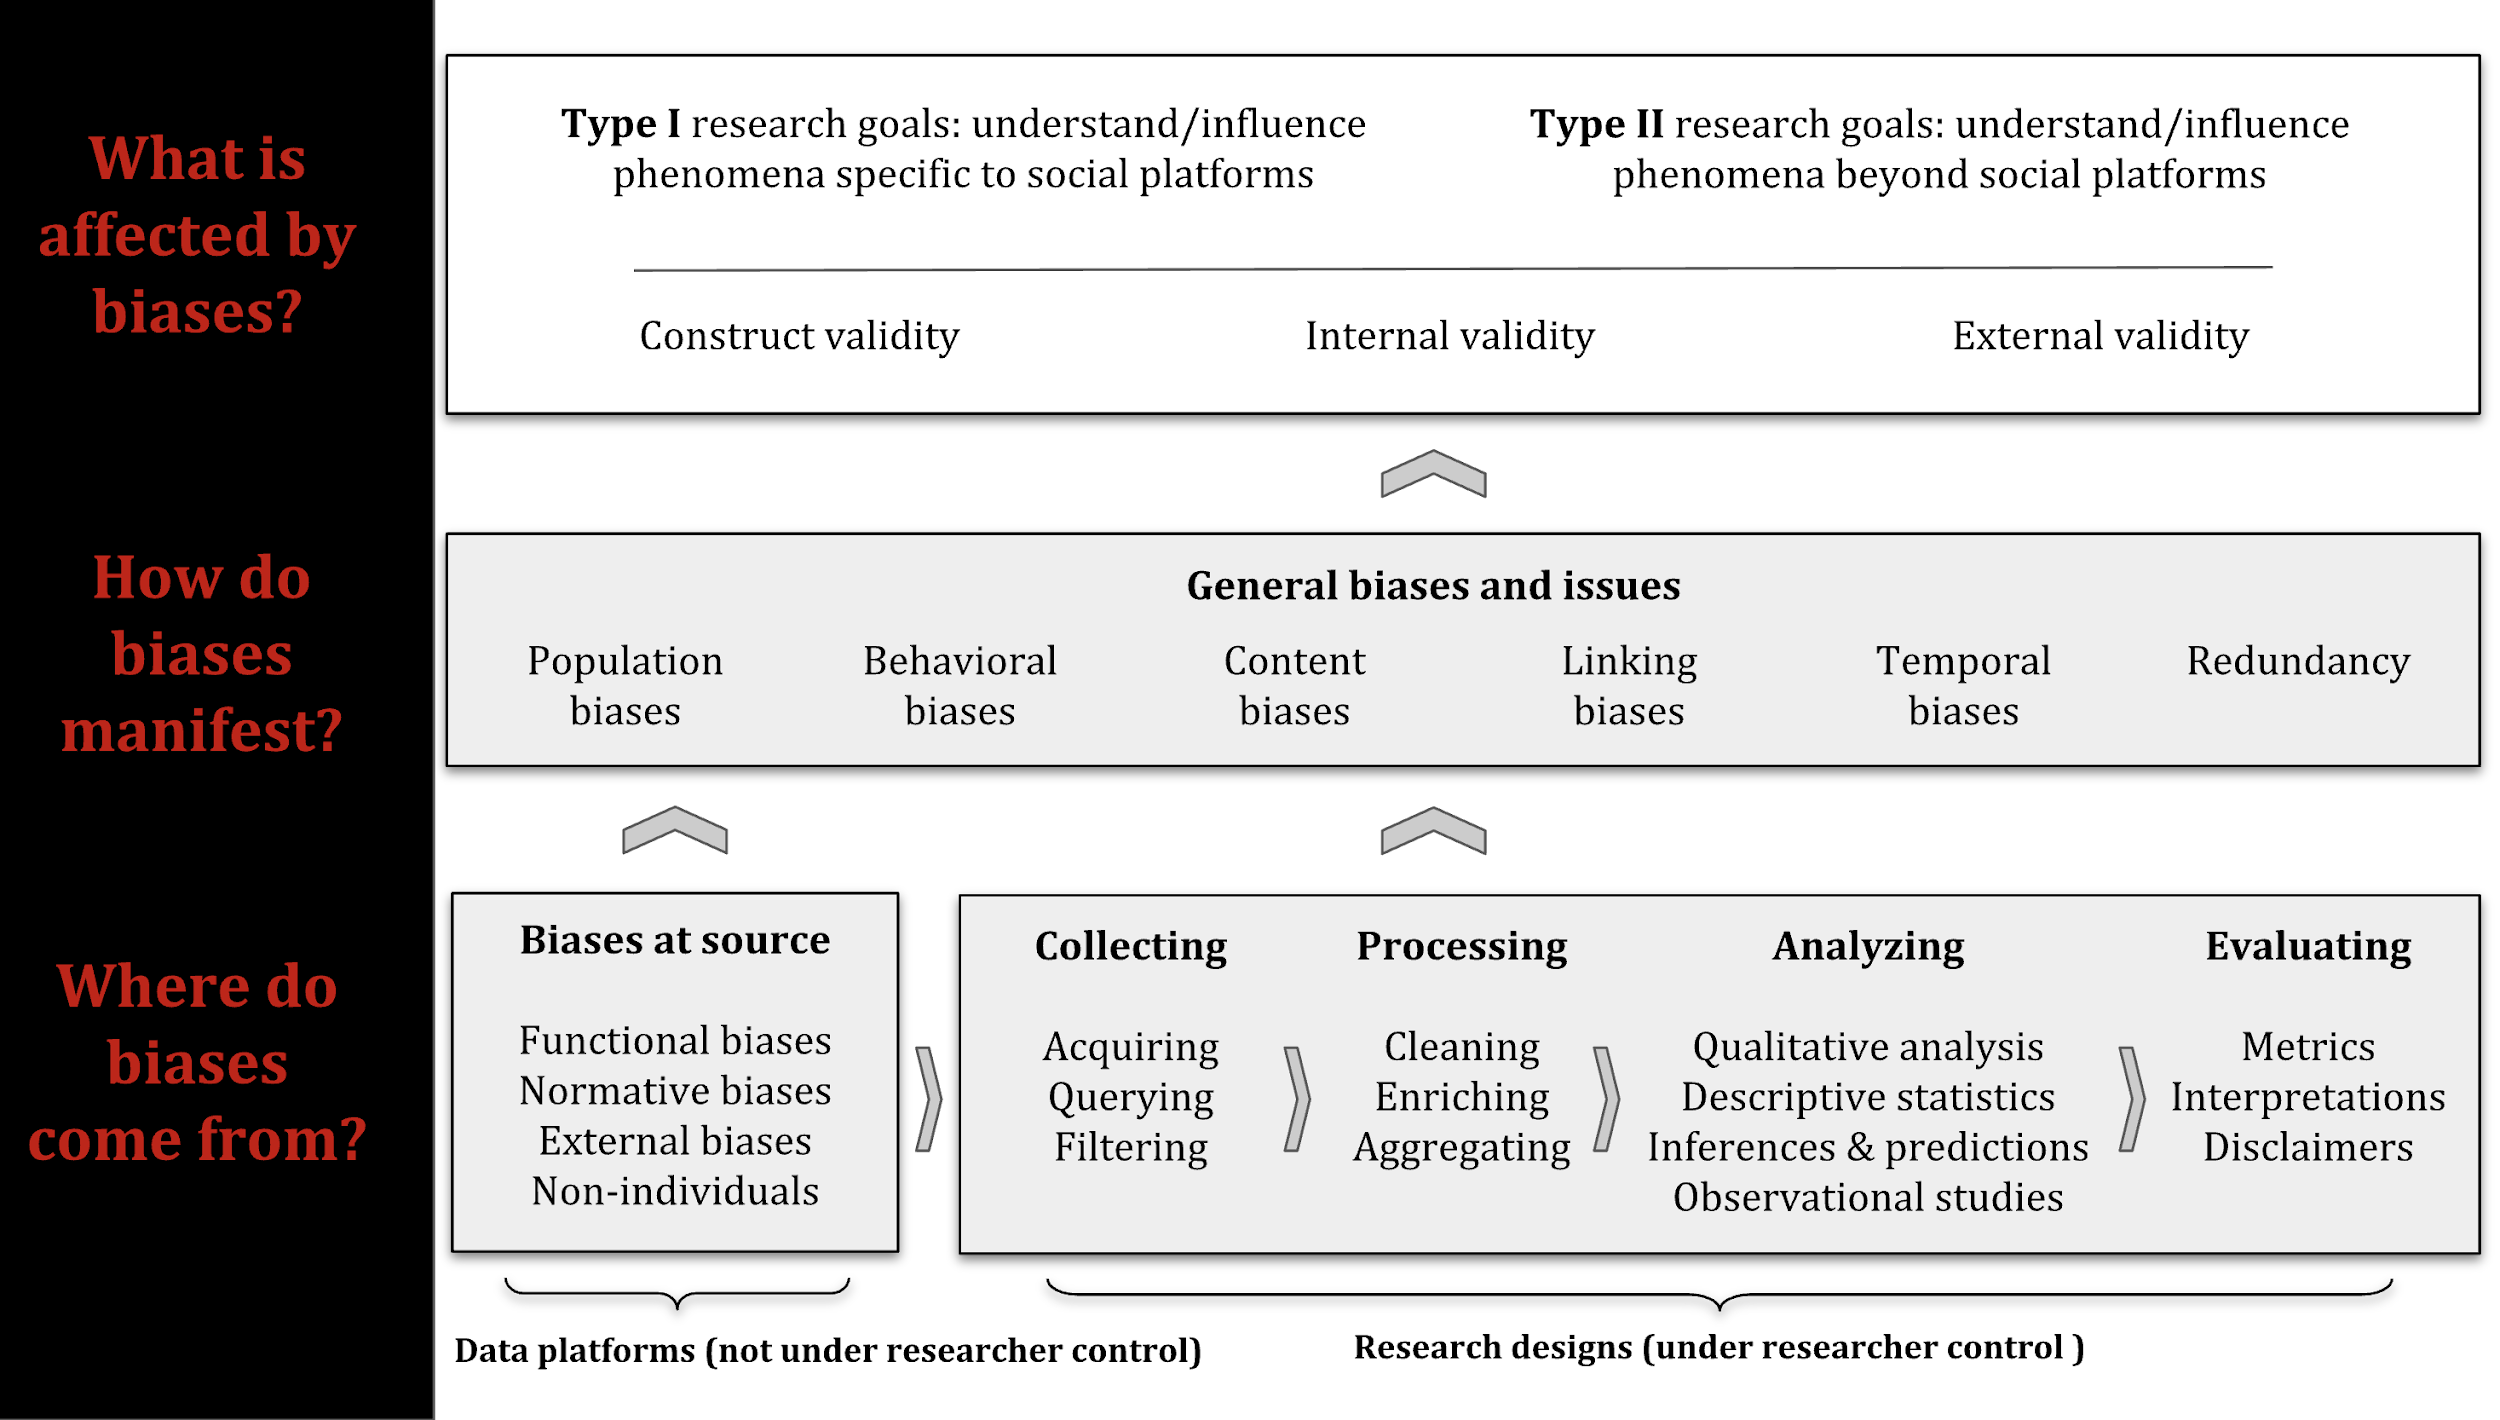 What is
affected by
biases?
Type I research goals: understand/influence
phenomena specific to social platforms
Type II research goals: understand/influence
phenomena beyond social platforms
Construct validity
Internal validity
External validity
How do
biases
manifest?
General biases and issues
Population
biases
Behavioral
biases
Content
biases
Linking
biases
Temporal
biases
Redundancy
Where do
biases
come from?
Biases at source
Functional biases
Normative biases
External biases
Non-individuals
Collecting
Acquiring
Querying
Filtering
Processing
Cleaning
Enriching
Aggregating
Analyzing
Qualitative analysis
Descriptive statistics
Inferences & predictions
Observational studies
Evaluating
Metrics
Interpretations
Disclaimers
Data platforms (not under researcher control)
Research designs (under researcher control )